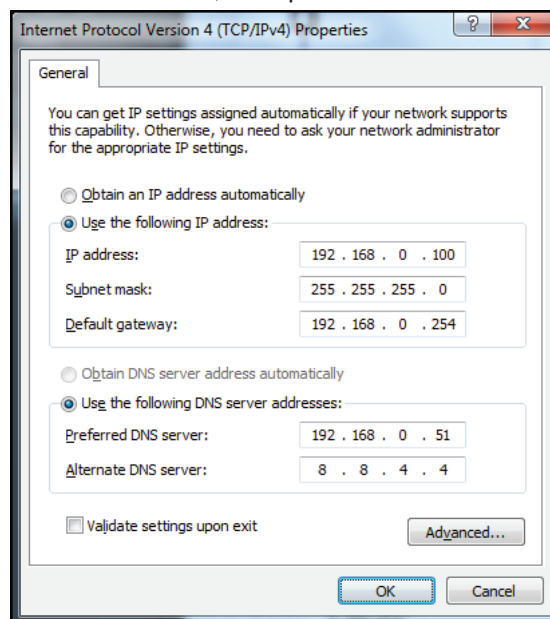 Internet Protocol Version 4 (TCP/IPv4) Properties
General
You can get IP settings assigned automatically if your network supports
this capability. Otherwise, you need to ask your network administrator
for the appropriate IP settings.
Obtain an IP address automatically
Use the following IP address:
IP address: 192 . 168 . 0 . 100
Subnet mask: 255 . 255 . 255 . 0
Default gateway: 192 . 168 . 0 . 254
Obtain DNS server address automatically
Use the following DNS server addresses:
Preferred DNS server: 192 . 168 . 0 . 51
Alternate DNS server: 8 . 8 . 4 . 4
Validate settings upon exit
Advanced...
OK Cancel